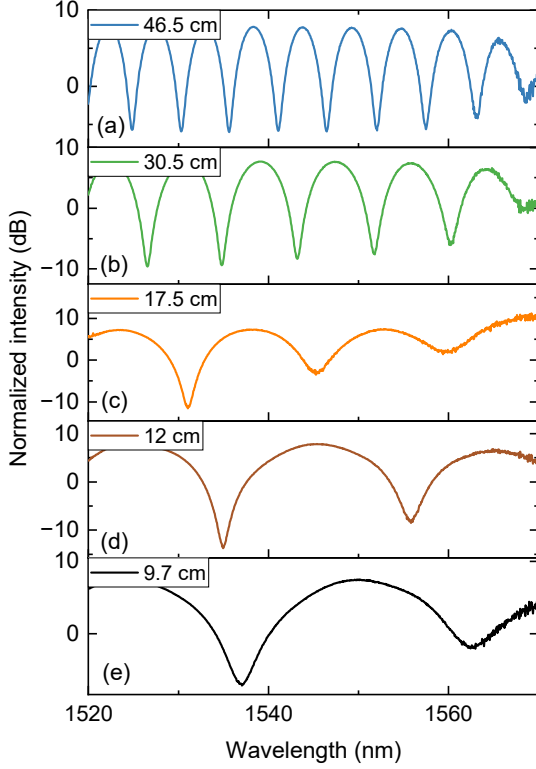 10
46.5 cm
0
(a)
10
30.5 cm
0
−10
(b)
10
17.5 cm
0
−10
(c)
10
12 cm
0
−10
(d)
10
9.7 cm
0
(e)
Normalized intensity (dB)
1520
1540
1560
Wavelength (nm)